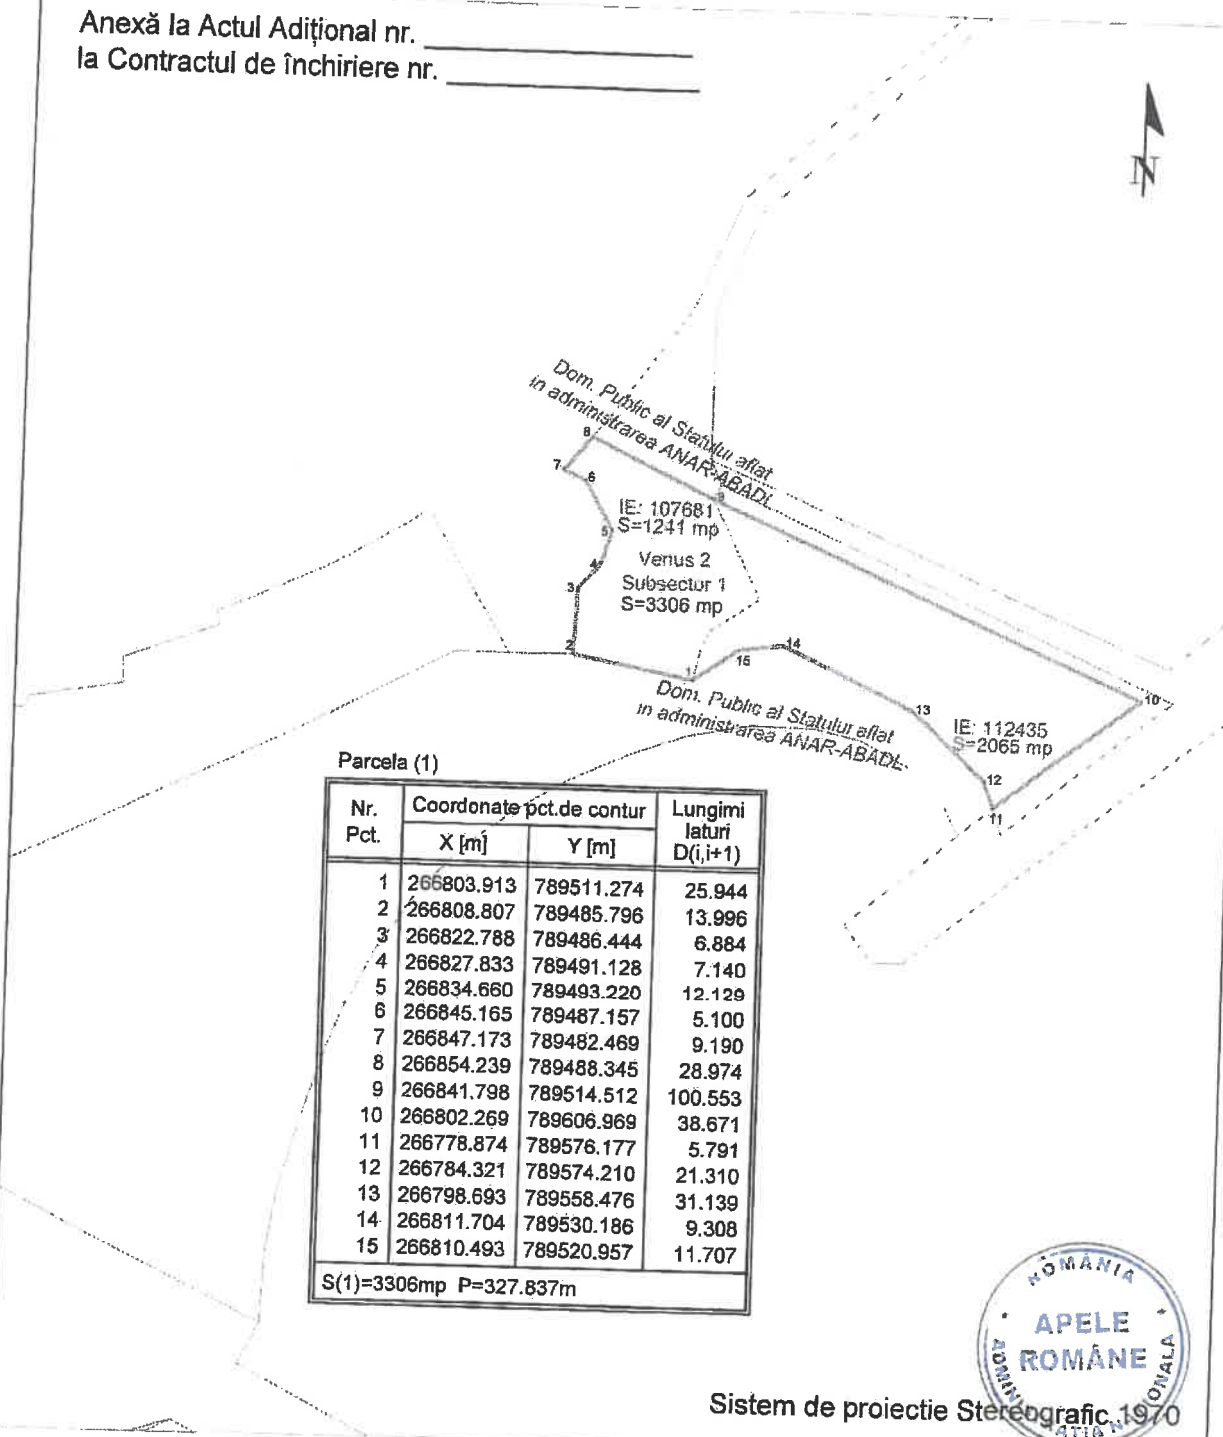 Anexă la Actul Adițional nr.
la Contractul de închiriere nr.
N
Dom. Public al Statului aflat
in administrarea ANAR-ABADL
8
7
6
9
IE: 107681
S=1241 mp
5
Venus 2
4
Subsector 1
3
S=3306 mp
2
14
15
1
Dom. Public al Statului aflat
in administrarea ANAR-ABADL
10
13
IE: 112435
S=2065 mp
12
11
Parcela (1)
Nr. Pct. Coordonate pct.de contur Lungimi laturi D(i,i+1)
X [m] Y [m]
1 266803.913 789511.274 25.944
2 266808.807 789485.796 13.996
3 266822.788 789486.444 6.884
4 266827.833 789491.128 7.140
5 266834.660 789493.220 12.129
6 266845.165 789487.157 5.100
7 266847.173 789482.469 9.190
8 266854.239 789488.345 28.974
9 266841.798 789514.512 100.553
10 266802.269 789606.969 38.671
11 266778.874 789576.177 5.791
12 266784.321 789574.210 21.310
13 266798.693 789558.476 31.139
14 266811.704 789530.186 9.308
15 266810.493 789520.957 11.707
S(1)=3306mp P=327.837m
ROMÂNIA
APELE
ROMÂNE
Sistem de proiectie Stereografic 1970